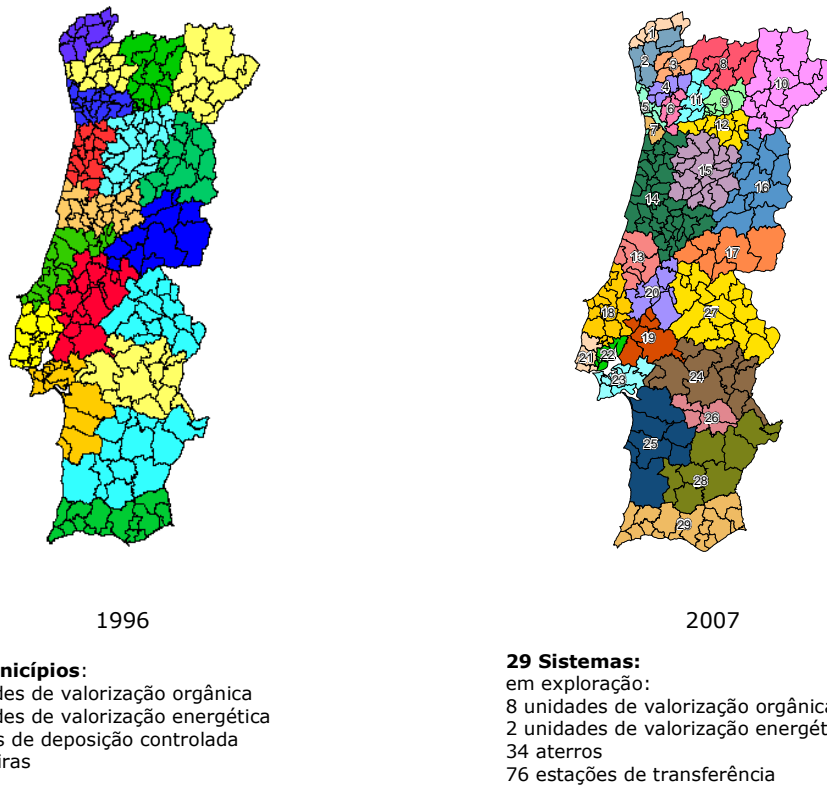 1
2
3
8
10
4
5
6
11
9
7
12
15
16
14
13
17
20
18
27
19
21
22
23
24
26
25
28
29
1996
2007
nicípios:
des de valorização orgânica
des de valorização energética
s de deposição controlada
iras
29 Sistemas:
em exploração:
8 unidades de valorização orgânica
2 unidades de valorização energét
34 aterros
76 estações de transferência